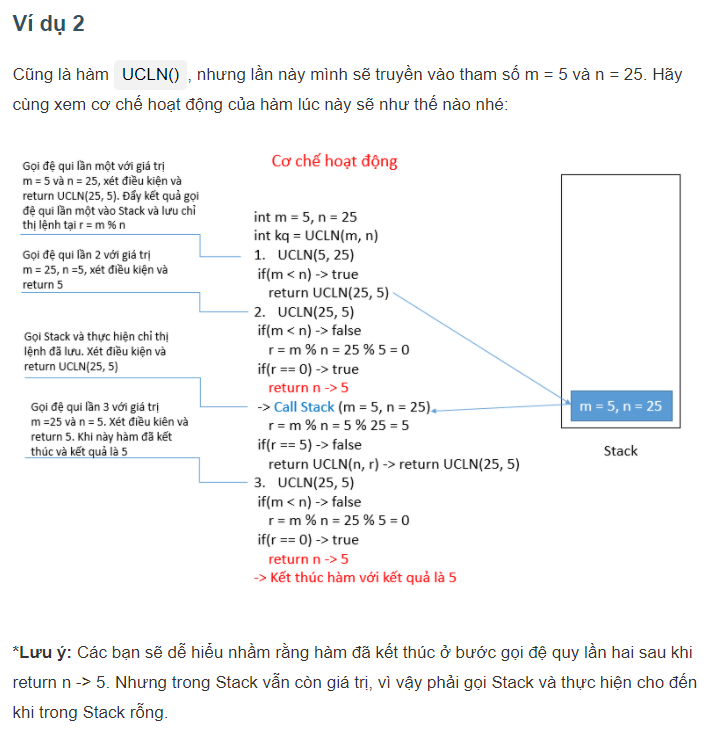 Ví dụ 2
Cũng là hàm UCLN() , nhưng lần này mình sẽ truyền vào tham số m = 5 và n = 25. Hãy
cùng xem cơ chế hoạt động của hàm lúc này sẽ như thế nào nhé:
Cơ chế hoạt động
Gọi đệ qui lần một với giá trị
m = 5 và n = 25, xét điều kiện và
return UCLN(25, 5). Đẩy kết quả gọi
đệ qui lần một vào Stack và lưu chỉ
thị lệnh tại r = m % n
Gọi đệ qui lần 2 với giá trị
m = 25, n =5, xét điều kiện và
return 5
Gọi Stack và thực hiện chỉ thị
lệnh đã lưu. Xét điều kiện và
return UCLN(25, 5)
Gọi đệ qui lần 3 với giá trị
m =25 và n = 5. Xét điều kiên và
return 5. Khi này hàm đã kết
thúc và kết quả là 5
int m = 5, n = 25
int kq = UCLN(m, n)
1. UCLN(5, 25)
if(m < n) -> true
return UCLN(25, 5)
2. UCLN(25, 5)
if(m < n) -> false
r = m % n = 25 % 5 = 0
if(r == 0) -> true
return n -> 5
-> Call Stack (m = 5, n = 25)
r = m % n = 5 % 25 = 5
if(r == 5) -> false
return UCLN(n, r) -> return UCLN(25, 5)
3. UCLN(25, 5)
if(m < n) -> false
r = m % n = 25 % 5 = 0
if(r == 0) -> true
return n -> 5
-> Kết thúc hàm với kết quả là 5
m = 5, n = 25
Stack
*Lưu ý: Các bạn sẽ dễ hiểu nhầm rằng hàm đã kết thúc ở bước gọi đệ quy lần hai sau khi
return n -> 5. Nhưng trong Stack vẫn còn giá trị, vì vậy phải gọi Stack và thực hiện cho đến
khi trong Stack rỗng.